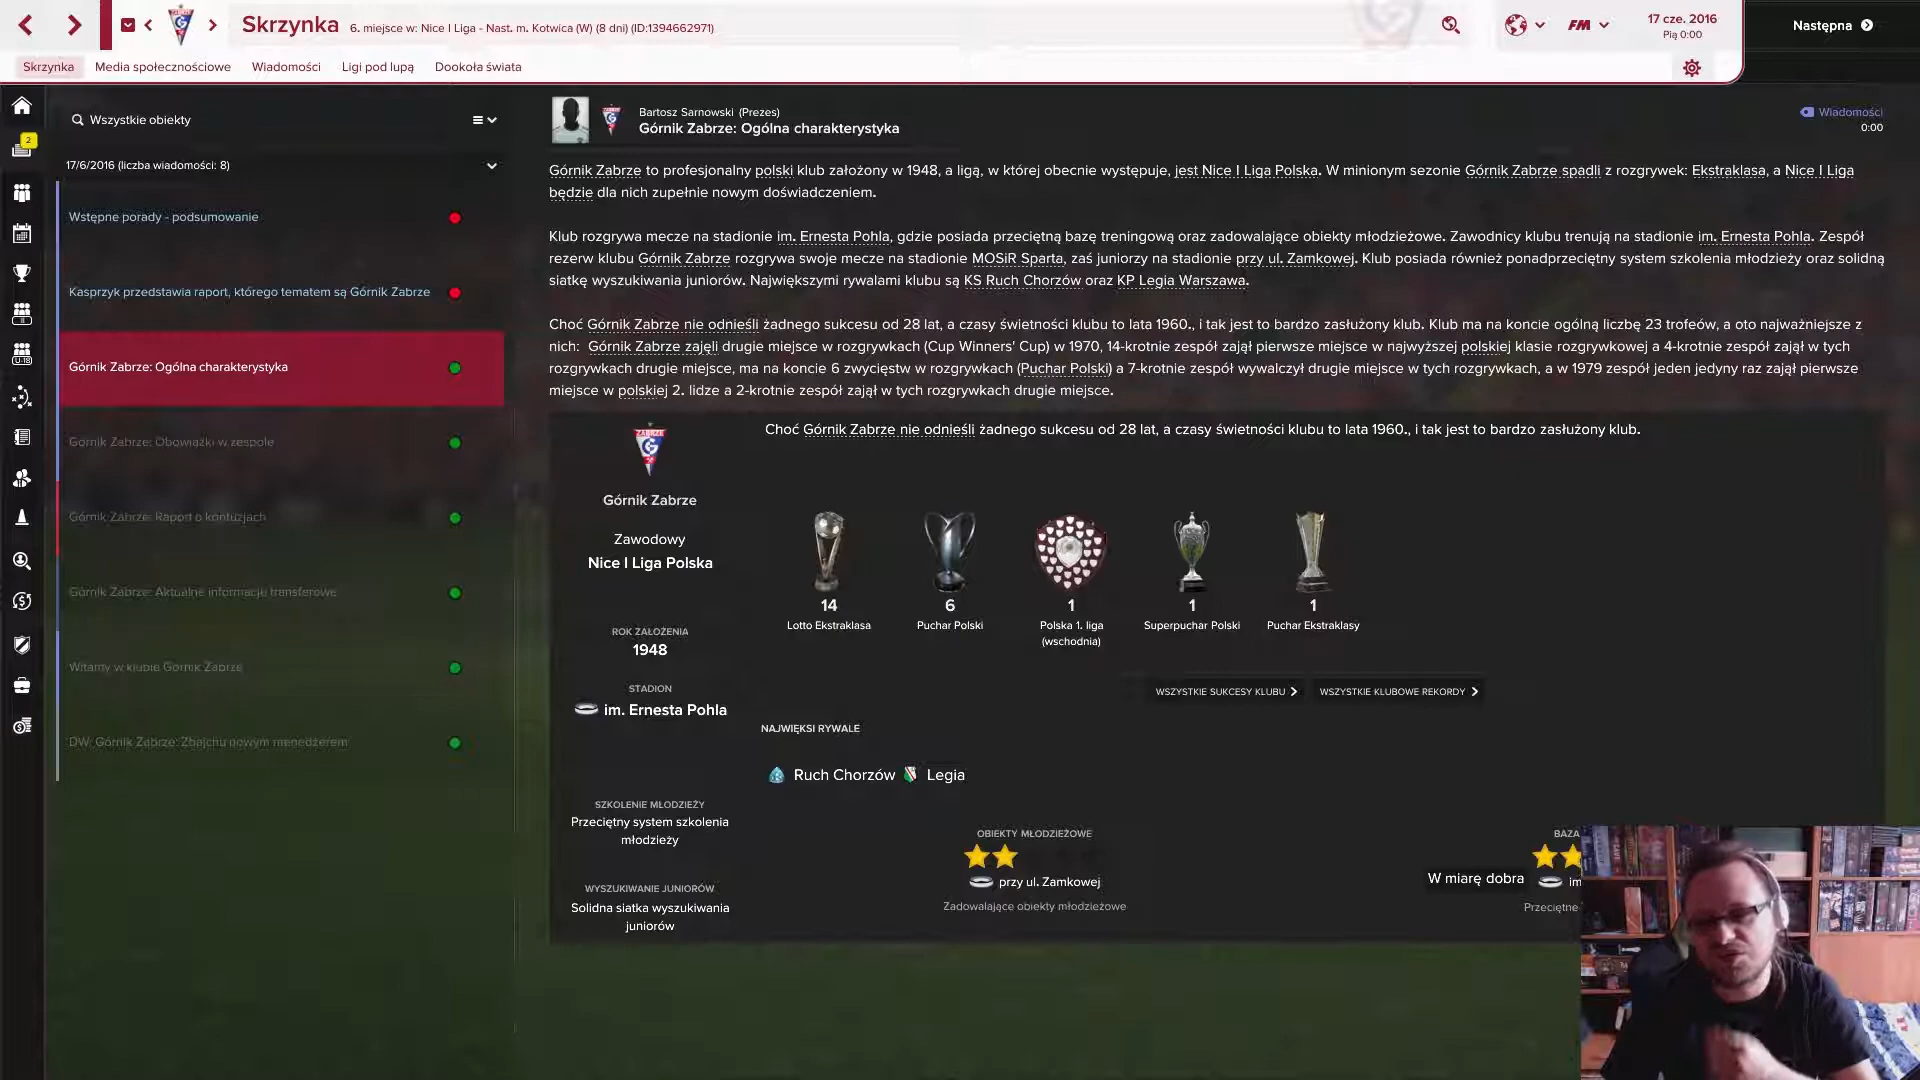 Skrzynka
6. miejsce w: Nice I Liga - Nast. m. Kotwica (W) (8 dni) (ID:1394662971)
FM
17 cze. 2016
Pią 0:00
Następna
Skrzynka
Media społecznościowe
Wiadomości
Ligi pod lupą
Dookoła świata
2
Wszystkie obiekty
17/6/2016 (liczba wiadomości: 8)
Wstępne porady - podsumowanie
Kasprzyk przedstawia raport, którego tematem są Górnik Zabrze
Górnik Zabrze: Ogólna charakterystyka
Górnik Zabrze: Obowiązki w zespole
Górnik Zabrze: Raport o kontuzjach
Górnik Zabrze: Aktualne informacje transferowe
Witamy w klubie Górnik Zabrze
DW: Górnik Zabrze: Zbajchu nowym menedżerem
Bartosz Sarnowski (Prezes)
Górnik Zabrze: Ogólna charakterystyka
Wiadomości
0:00
Górnik Zabrze to profesjonalny polski klub założony w 1948, a ligą, w której obecnie występuje, jest Nice I Liga Polska. W minionym sezonie Górnik Zabrze spadli z rozgrywek: Ekstraklasa, a Nice I Liga
będzie dla nich zupełnie nowym doświadczeniem.
Klub rozgrywa mecze na stadionie im. Ernesta Pohla, gdzie posiada przeciętną bazę treningową oraz zadowalające obiekty młodzieżowe. Zawodnicy klubu trenują na stadionie im. Ernesta Pohla. Zespół
rezerw klubu Górnik Zabrze rozgrywa swoje mecze na stadionie MOSiR Sparta, zaś juniorzy na stadionie przy ul. Zamkowej. Klub posiada również ponadprzeciętny system szkolenia młodzieży oraz solidną
siatkę wyszukiwania juniorów. Największymi rywalami klubu są KS Ruch Chorzów oraz KP Legia Warszawa.
Choć Górnik Zabrze nie odnieśli żadnego sukcesu od 28 lat, a czasy świetności klubu to lata 1960., i tak jest to bardzo zasłużony klub. Klub ma na koncie ogólną liczbę 23 trofeów, a oto najważniejsze z
nich: Górnik Zabrze zajęli drugie miejsce w rozgrywkach (Cup Winners' Cup) w 1970, 14-krotnie zespół zajął pierwsze miejsce w najwyższej polskiej klasie rozgrywkowej a 4-krotnie zespół zajął w tych
rozgrywkach drugie miejsce, ma na koncie 6 zwycięstw w rozgrywkach (Puchar Polski) a 7-krotnie zespół wywalczył drugie miejsce w tych rozgrywkach, a w 1979 zespół jeden jedyny raz zajął pierwsze
miejsce w polskiej 2. lidze a 2-krotnie zespół zajął w tych rozgrywkach drugie miejsce.
Choć Górnik Zabrze nie odnieśli żadnego sukcesu od 28 lat, a czasy świetności klubu to lata 1960., i tak jest to bardzo zasłużony klub.
Górnik Zabrze
Zawodowy
Nice I Liga Polska
ROK ZAŁOŻENIA
1948
STADION
im. Ernesta Pohla
SZKOLENIE MŁODZIEŻY
Przeciętny system szkolenia
młodzieży
WYSZUKIWANIE JUNIORÓW
Solidna siatka wyszukiwania
juniorów
14
Lotto Ekstraklasa
6
Puchar Polski
1
Polska 1. liga
(wschodnia)
1
Superpuchar Polski
1
Puchar Ekstraklasy
WSZYSTKIE SUKCESY KLUBU
WSZYSTKIE KLUBOWE REKORDY
NAJWIĘKSI RYWALE
Ruch Chorzów
Legia
OBIEKTY MŁODZIEŻOWE
przy ul. Zamkowej
Zadowalające obiekty młodzieżowe
BAZA
W miarę dobra
im
Przeciętne